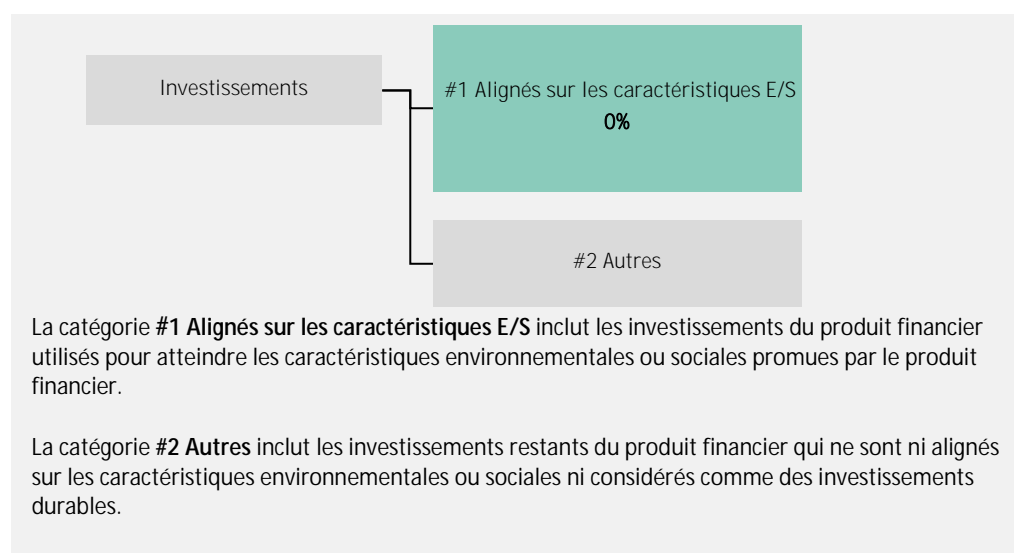 Investissements
#1 Alignés sur les caractéristiques E/S
0%
#2 Autres
La catégorie #1 Alignés sur les caractéristiques E/S inclut les investissements du produit financier
utilisés pour atteindre les caractéristiques environnementales ou sociales promues par le produit
financier.
La catégorie #2 Autres inclut les investissements restants du produit financier qui ne sont ni alignés
sur les caractéristiques environnementales ou sociales ni considérés comme des investissements
durables.